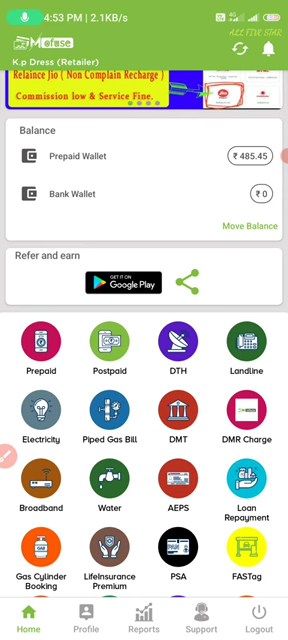 4:53 PM | 2.1KB/s
ALL FIVE STAR
Mofuse
K.p Dress (Retailer)
Relaince Jio ( Non Complain Recharge )
Commission low & Service Fine.
Balance
Prepaid Wallet
₹ 485.45
Bank Wallet
₹ 0
Move Balance
Refer and earn
GET IT ON
Google Play
Prepaid
Postpaid
DTH
Landline
Electricity
Piped Gas Bill
DMT
DMR Charge
Broadband
Water
AEPS
Loan
Repayment
Gas Cylinder
Booking
LifeInsurance
Premium
PAN
PSA
FASTag
Home
Profile
Reports
Support
Logout